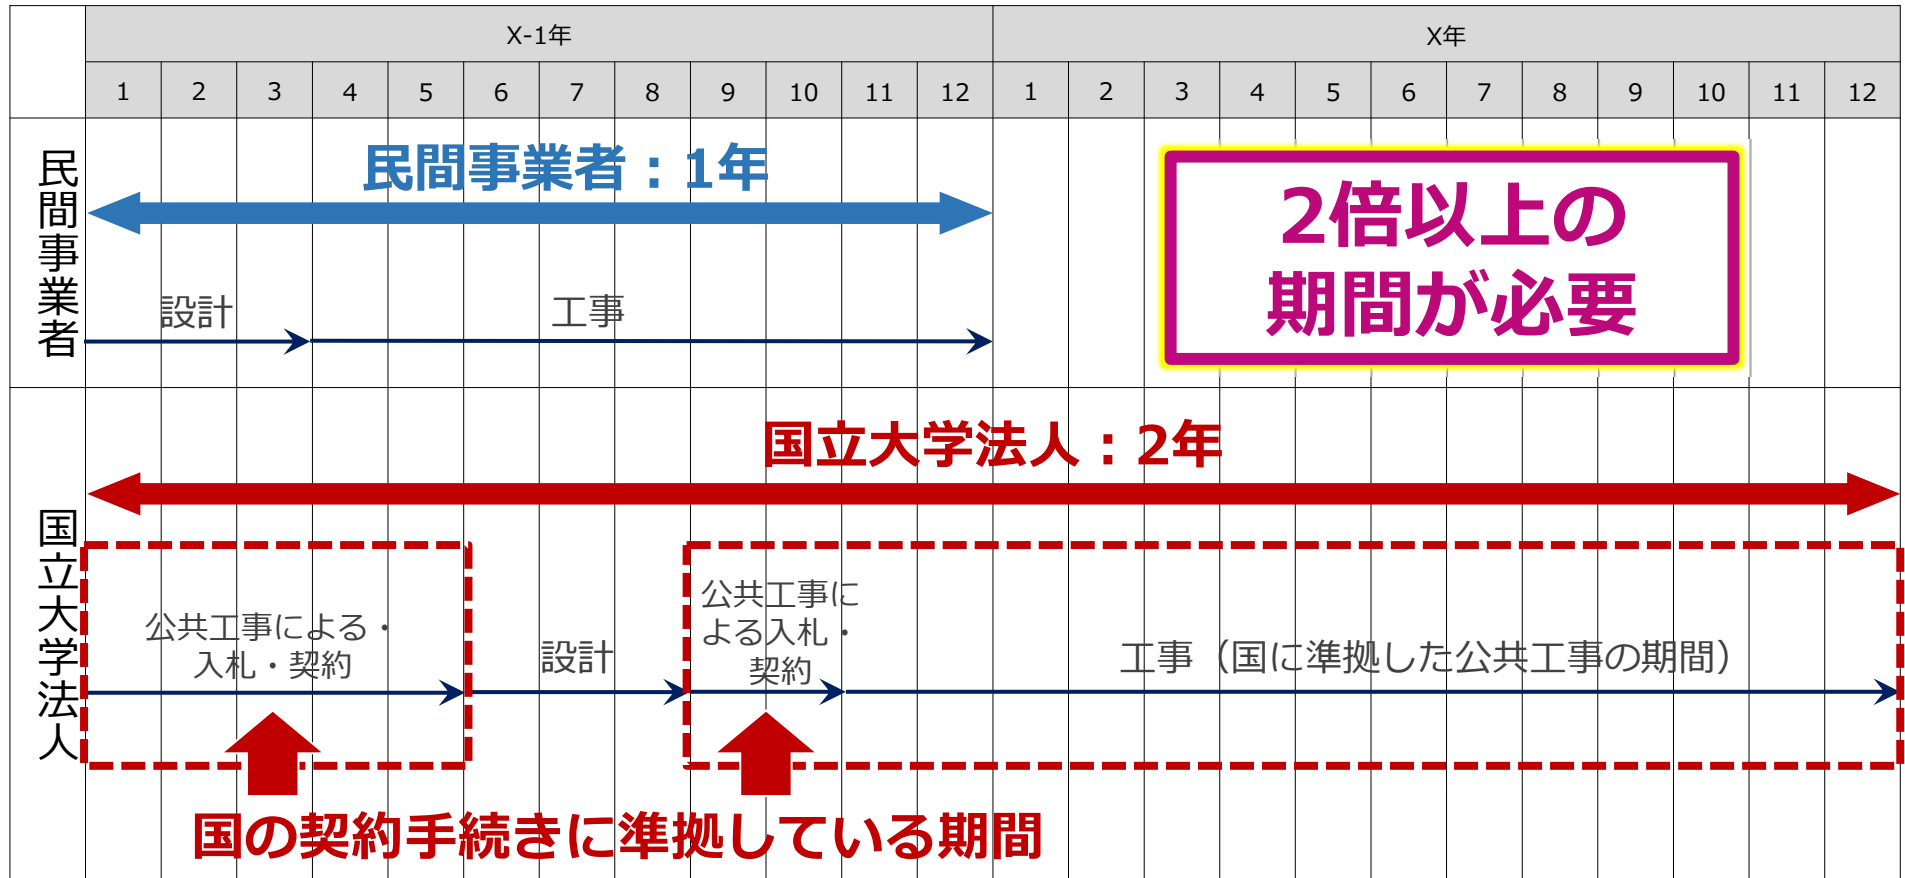 X-1年
X年
1 2 3 4 5 6 7 8 9 10 11 12 1 2 3 4 5 6 7 8 9 10 11 12
民間事業者
民間事業者：1年
設計
工事
2倍以上の
期間が必要
国立大学法人
国立大学法人：2年
公共工事による・
入札・契約
設計
公共工事に
よる入札・
契約
工事（国に準拠した公共工事の期間）
国の契約手続きに準拠している期間